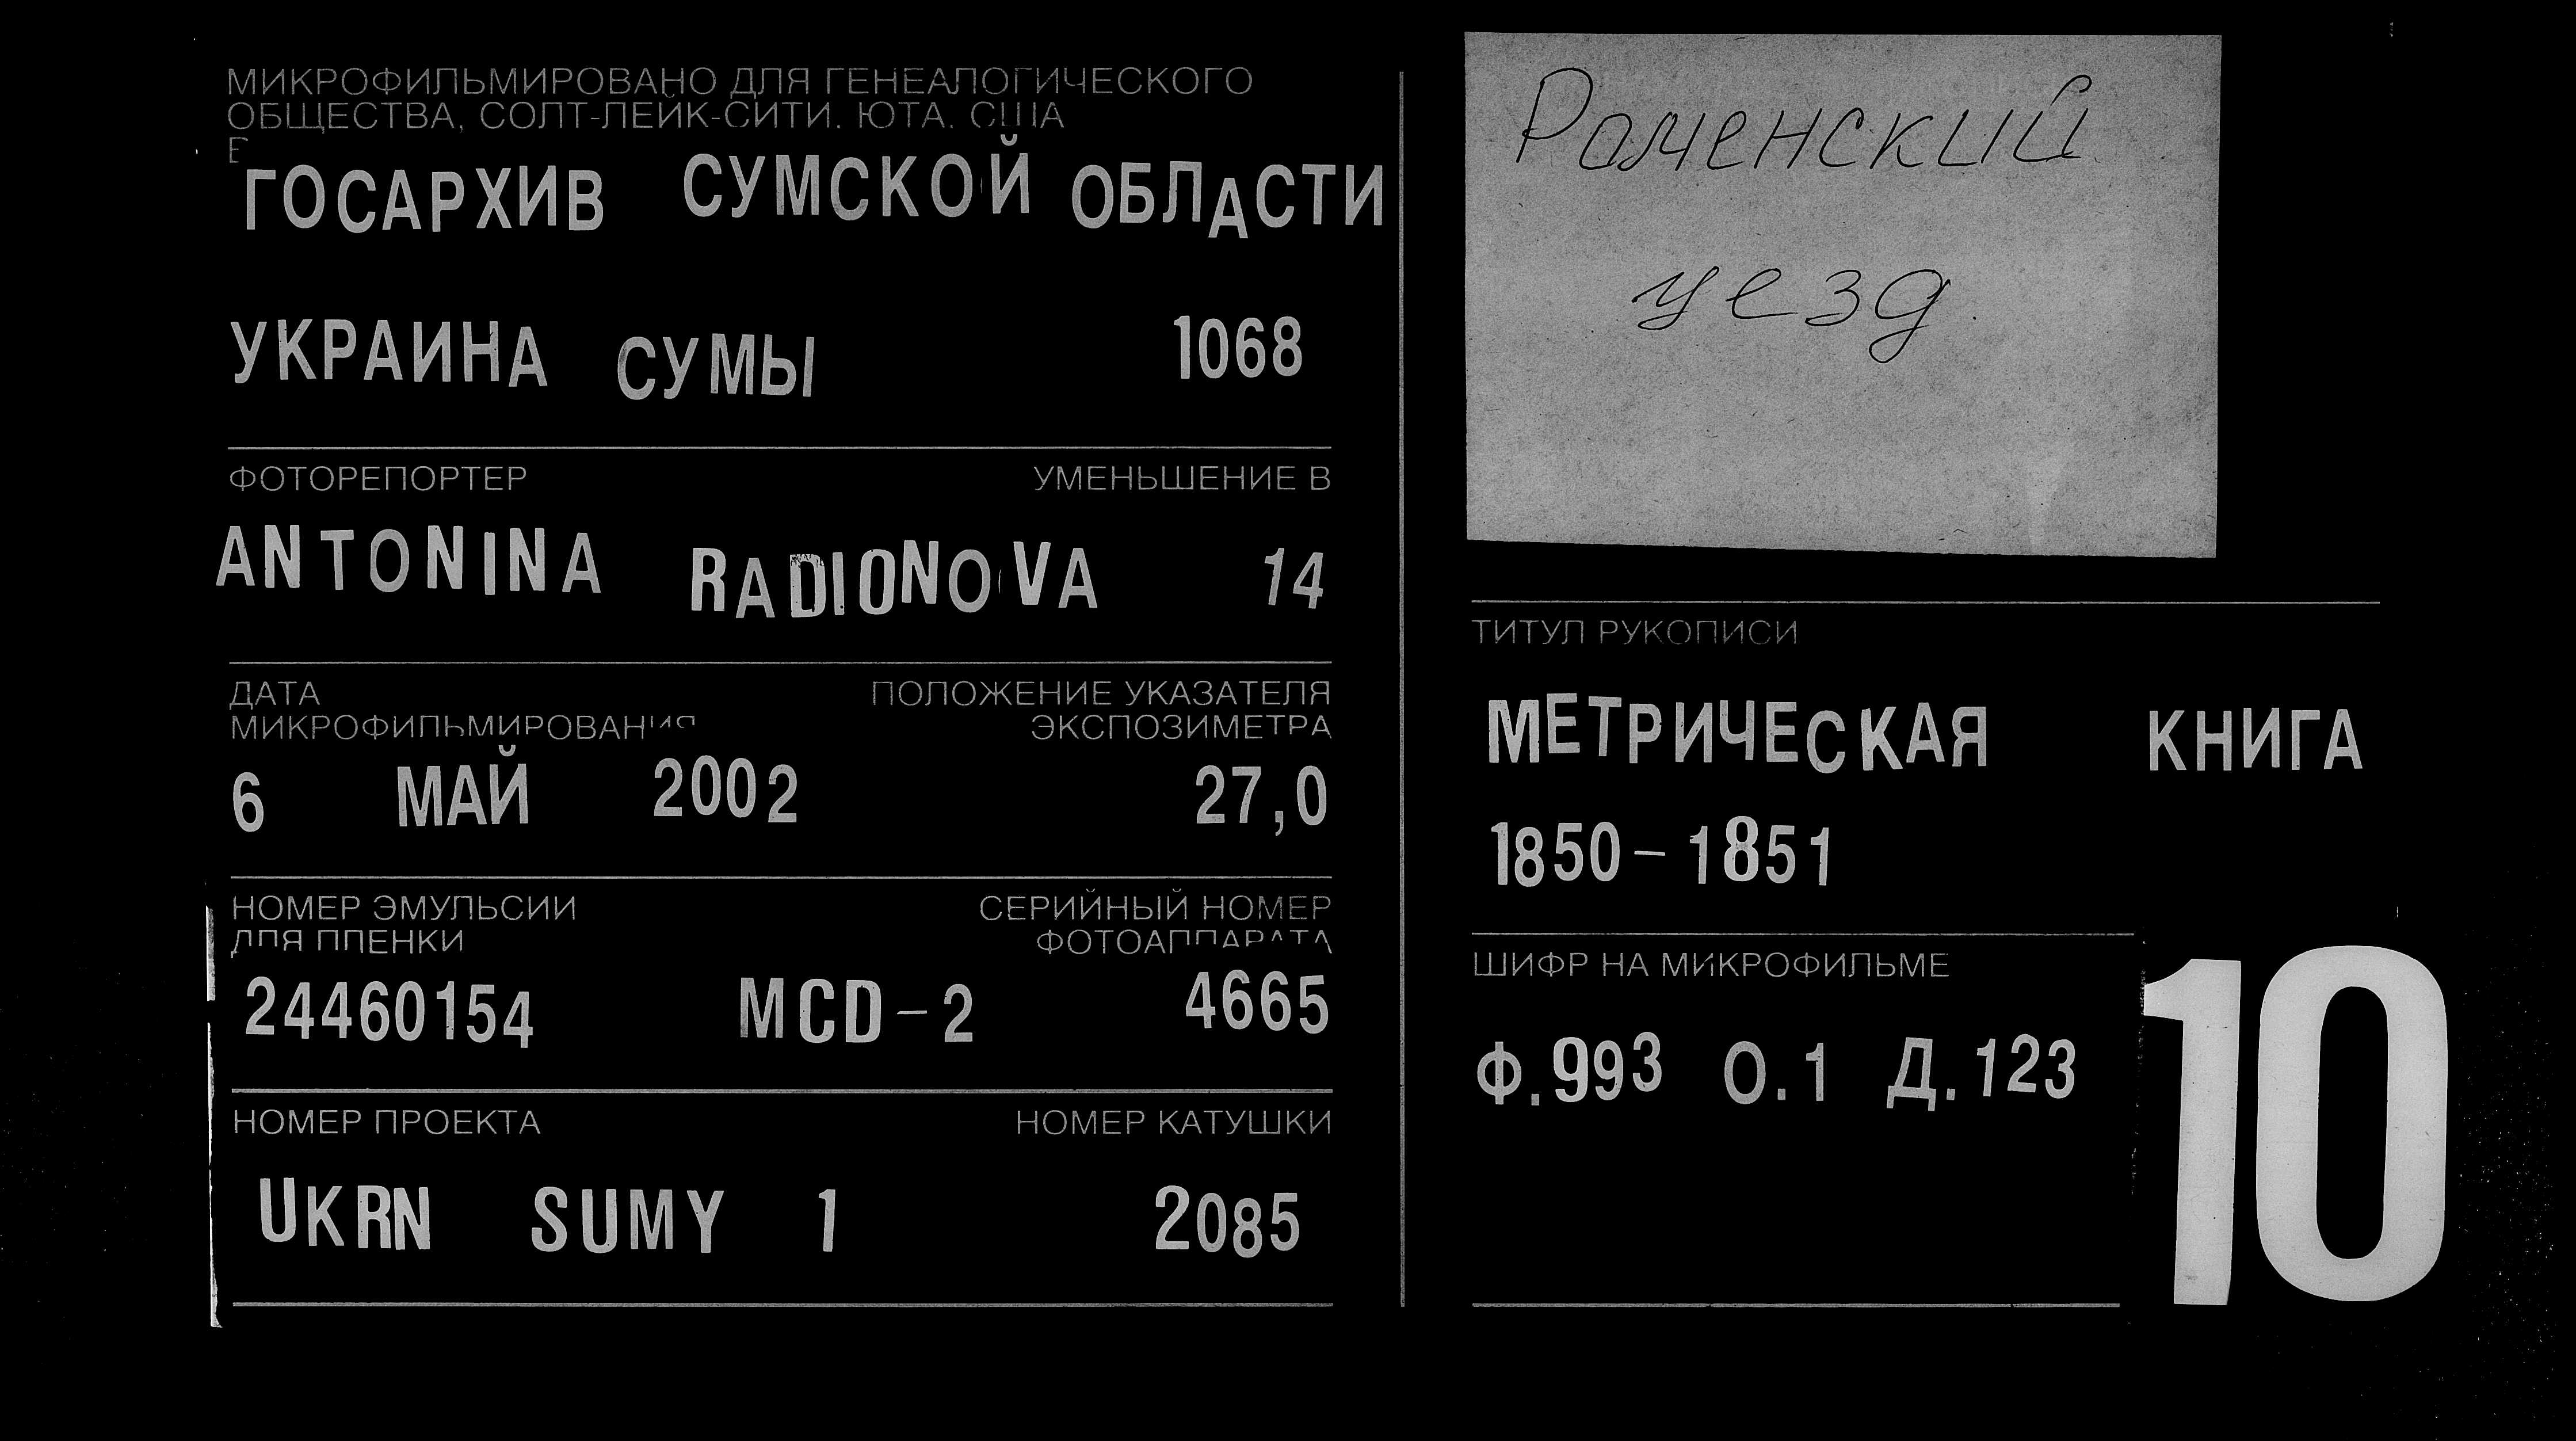 МИКРОФИЛЬМИРОВАНО ДЛЯ ГЕНЕАЛОГИЧЕСКОГО
ОБЩЕСТВА, СОЛТ-ЛЕЙК-СИТИ, ЮТА, США
В
ГОСАРХИВ СУМСКОЙ ОБЛАСТИ
УКРАИНА СУМЫ 1068
ФОТОРЕПОРТЕР УМЕНЬШЕНИЕ В
ANTONINA RADIONOVA 14
ДАТА ПОЛОЖЕНИЕ УКАЗАТЕЛЯ
МИКРОФИЛЬМИРОВАНИЯ ЭКСПОЗИМЕТРА
6 МАЙ 2002 27,0
НОМЕР ЭМУЛЬСИИ СЕРИЙНЫЙ НОМЕР
ДЛЯ ПЛЕНКИ ФОТОАППАРАТА
24460154 MCD-2 4665
НОМЕР ПРОЕКТА НОМЕР КАТУШКИ
UKRN SUMY 1 2085
Роменский
уезд
ТИТУЛ РУКОПИСИ
МЕТРИЧЕСКАЯ КНИГА
1850-1851
ШИФР НА МИКРОФИЛЬМЕ
Ф.993 О.1 Д.123
10